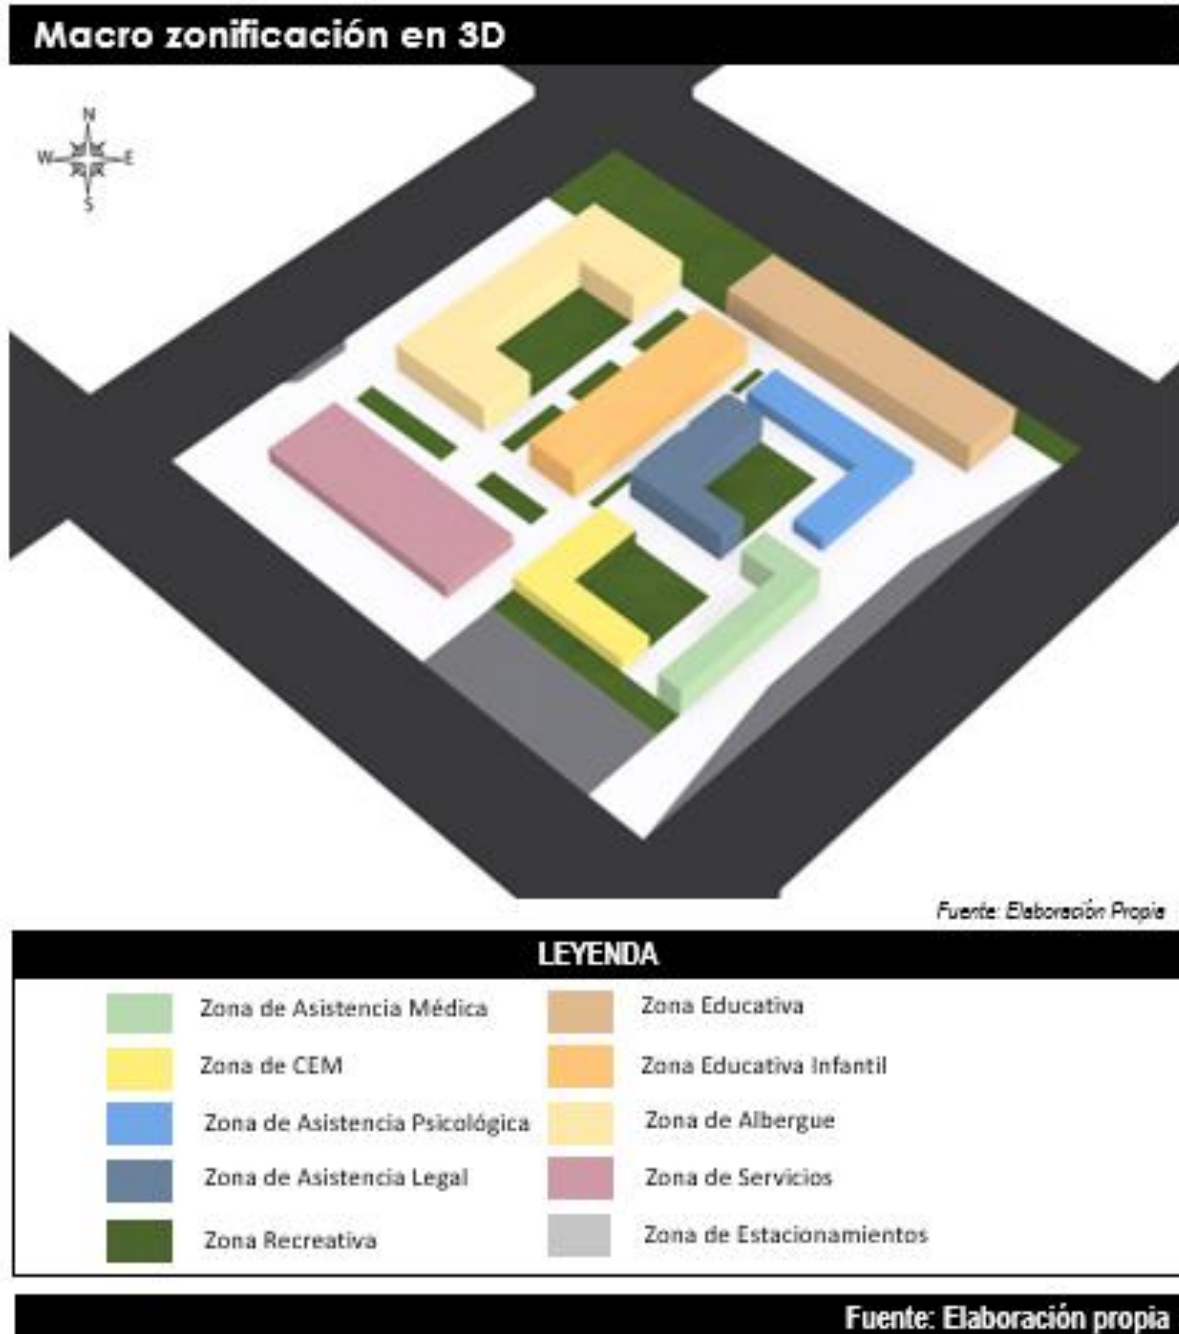 Macro zonificación en 3D
N
W E
S
Fuente: Elaboración Propia
LEYENDA
Zona de Asistencia Médica
Zona Educativa
Zona de CEM
Zona Educativa Infantil
Zona de Asistencia Psicológica
Zona de Albergue
Zona de Asistencia Legal
Zona de Servicios
Zona Recreativa
Zona de Estacionamientos
Fuente: Elaboración propia